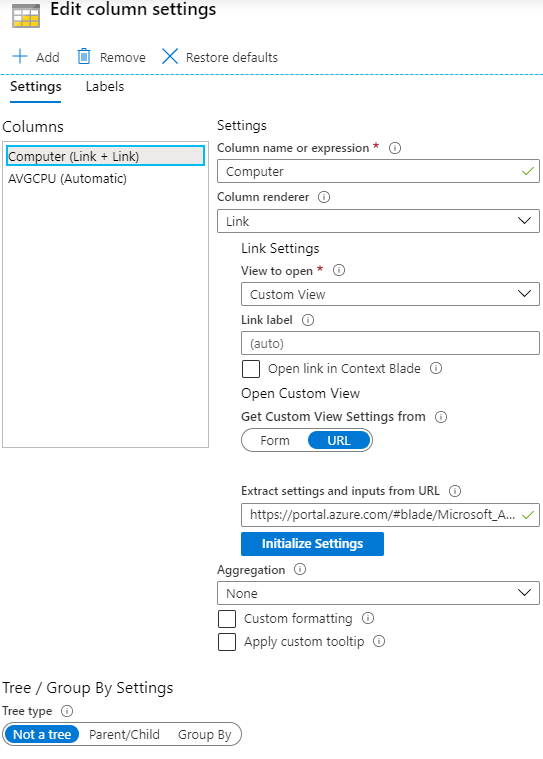 Edit column settings
Add Remove Restore defaults
Settings Labels
Columns
Computer (Link + Link)
AVGCPU (Automatic)
Settings
Column name or expression *
Computer
Column renderer
Link
Link Settings
View to open *
Custom View
Link label
(auto)
Open link in Context Blade
Open Custom View
Get Custom View Settings from
Form URL
Extract settings and inputs from URL
https://portal.azure.com/#blade/Microsoft_A...
Initialize Settings
Aggregation
None
Custom formatting
Apply custom tooltip
Tree / Group By Settings
Tree type
Not a tree Parent/Child Group By